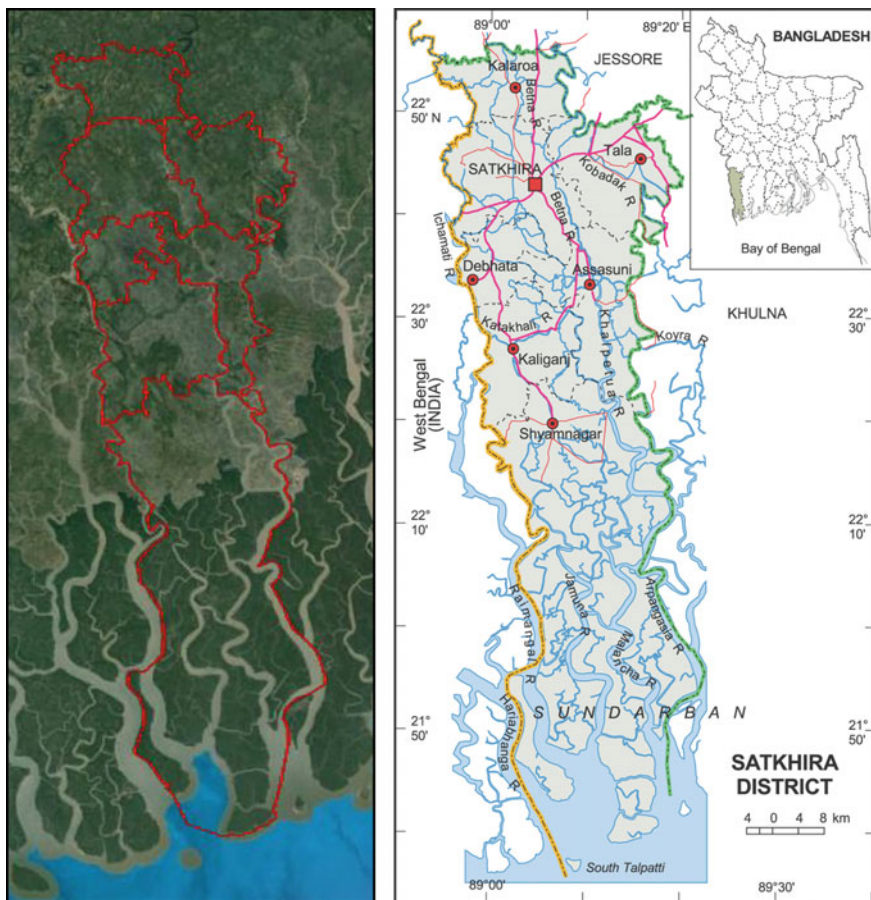 89°00'
89°20' E
BANGLADESH
JESSORE
Kalaroa
Betna R
22°
50' N
Tala
SATKHIRA
Kobadak R
Betna R
Bay of Bengal
Ichamati R
Debhata
Assasuni
22°
30'
KHULNA
22°
30'
Kalakhali R
Kholpetua R
Koyra R
Kaliganj
West Bengal
(INDIA)
Shyamnagar
22°
10'
22°
10'
Raimangal R
Jamuna R
Malancha R
Arpangasia R
SUNDARBAN
Hariabhanga R
21°
50'
21°
50'
SATKHIRA
DISTRICT
4 0 4 8 km
South Talpatti
89°00'
89°30'